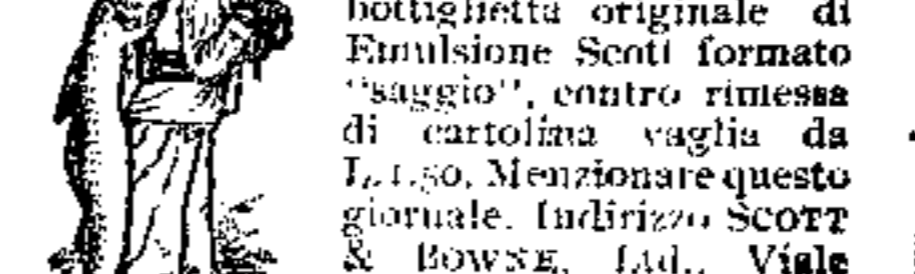 bottiglietta originale di
Emulsione Scott formato
"saggio", contro rimessa
di cartolina vaglia da
L. 1.50. Menzionare questo
giornale. Indirizzo SCOTT
& BOWNE, Ltd., Viale